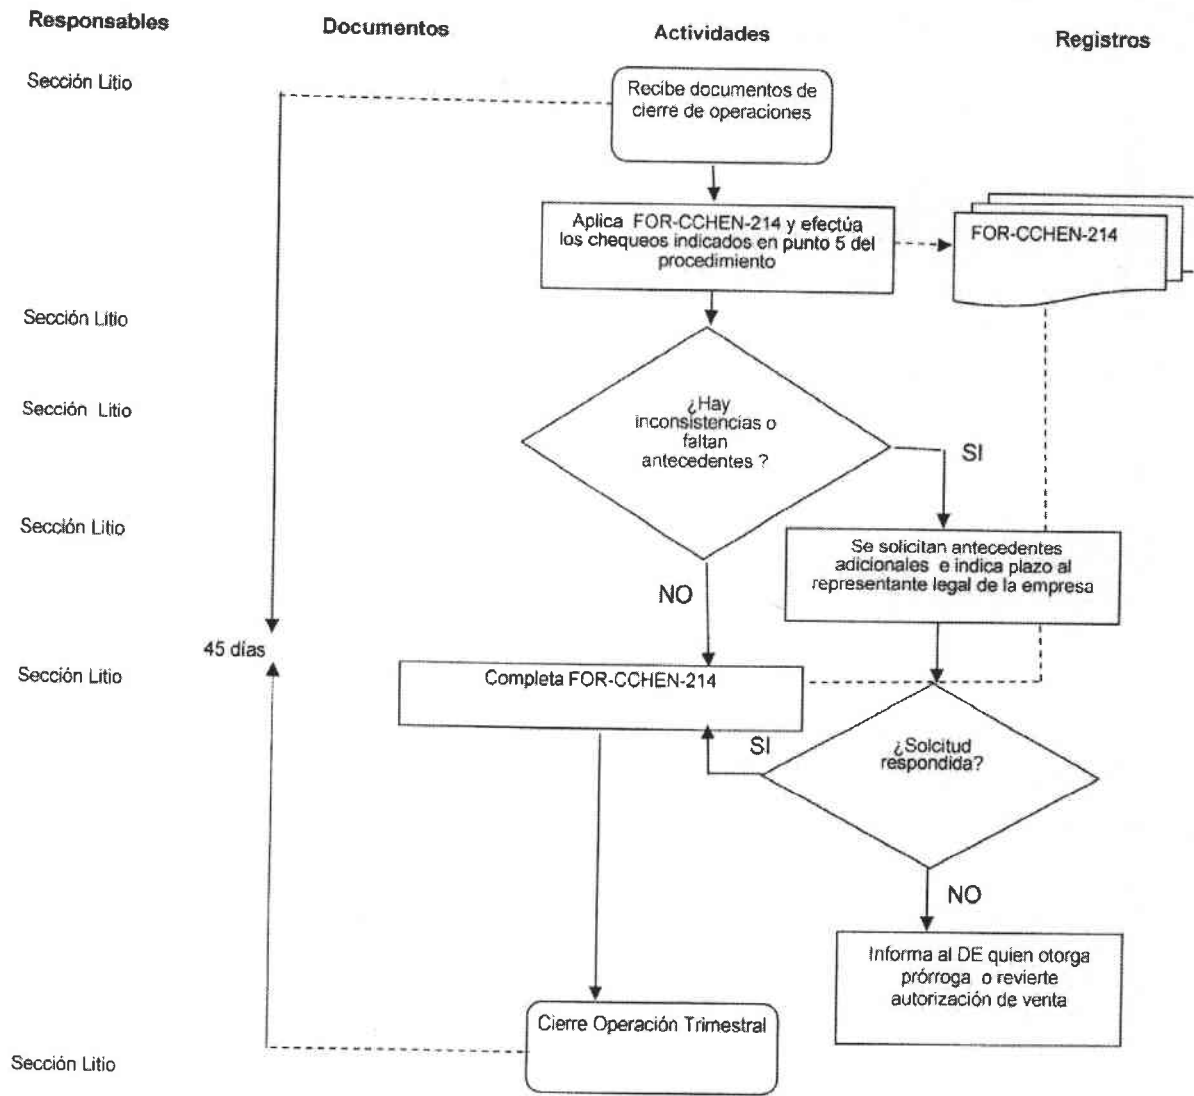 Responsables
Documentos
Actividades
Registros
Sección Litio
Recibe documentos de
cierre de operaciones
Aplica FOR-CCHEN-214 y efectúa
los chequeos indicados en punto 5 del
procedimiento
FOR-CCHEN-214
Sección Litio
Sección Litio
¿Hay
inconsistencias o
faltan
antecedentes ?
SI
Sección Litio
Se solicitan antecedentes
adicionales e indica plazo al
representante legal de la empresa
NO
45 días
Sección Litio
Completa FOR-CCHEN-214
SI
¿Solcitud
respondida?
NO
Informa al DE quien otorga
prórroga o revierte
autorización de venta
Cierre Operación Trimestral
Sección Litio